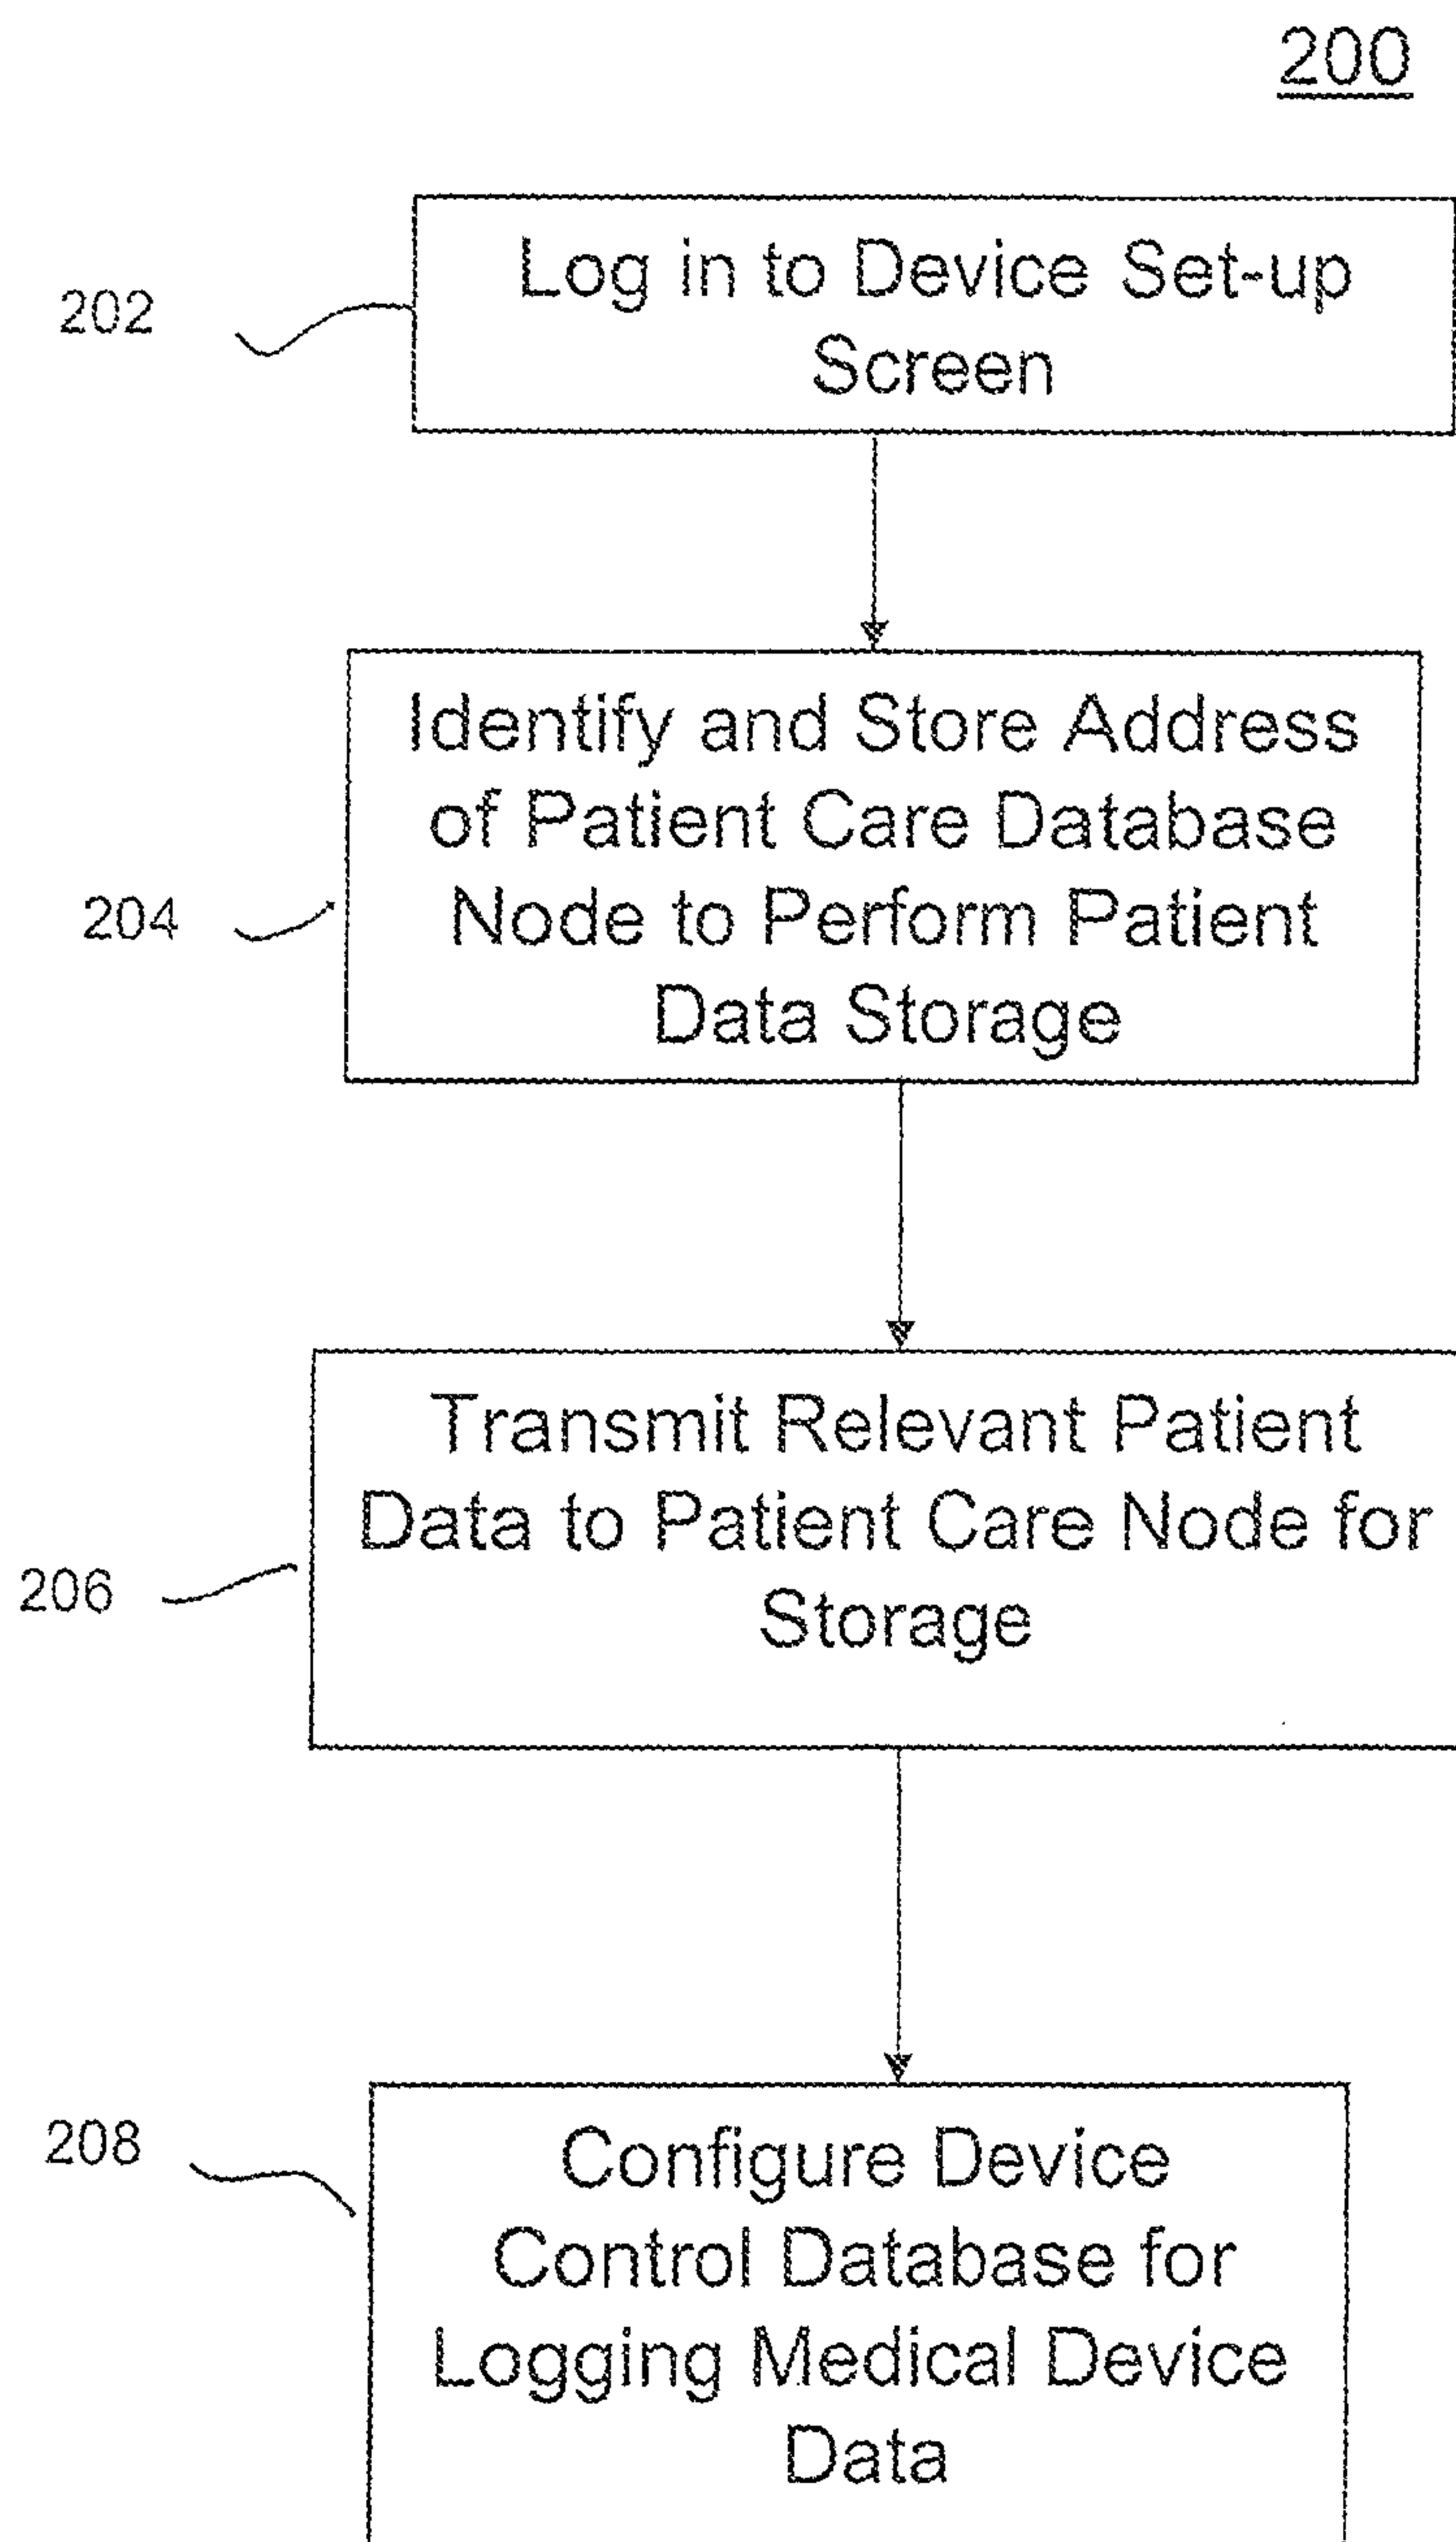 200
202
Log in to Device Set-up
Screen
204
Identify and Store Address
of Patient Care Database
Node to Perform Patient
Data Storage
206
Transmit Relevant Patient
Data to Patient Care Node for
Storage
208
Configure Device
Control Database for
Logging Medical Device
Data